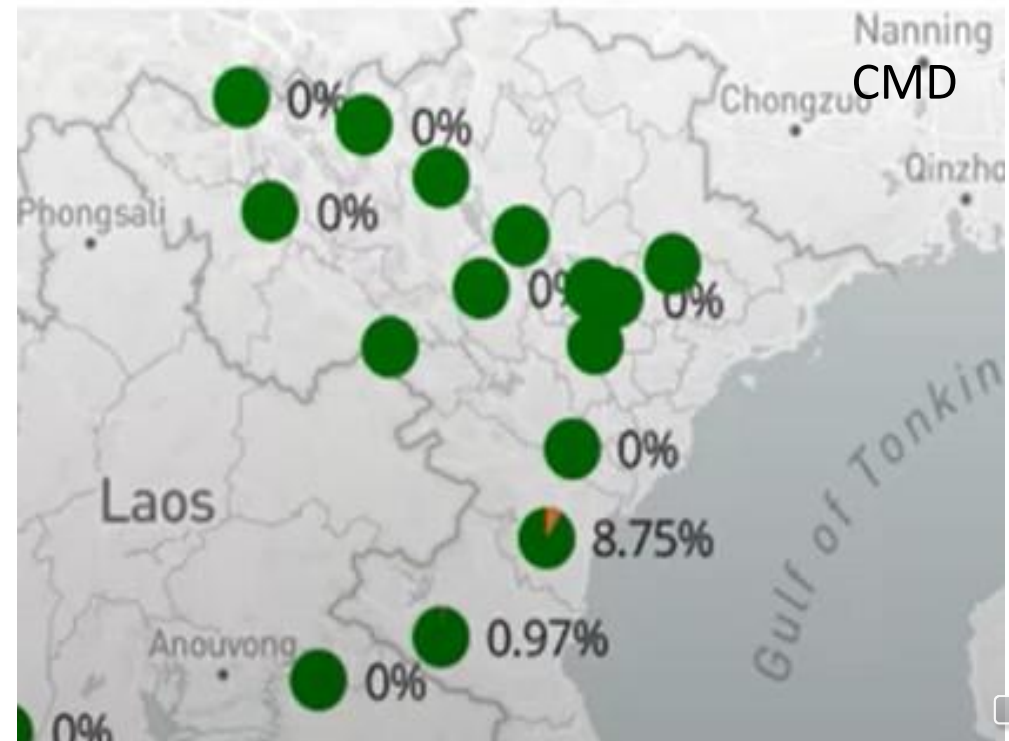 Nanning
CMD
0%
Chongzuo
0%
Qinzho
Phongsali
0%
0%
0%
0%
Laos
8.75%
Gulf of Tonkin
Anouvong
0.97%
0%
0%